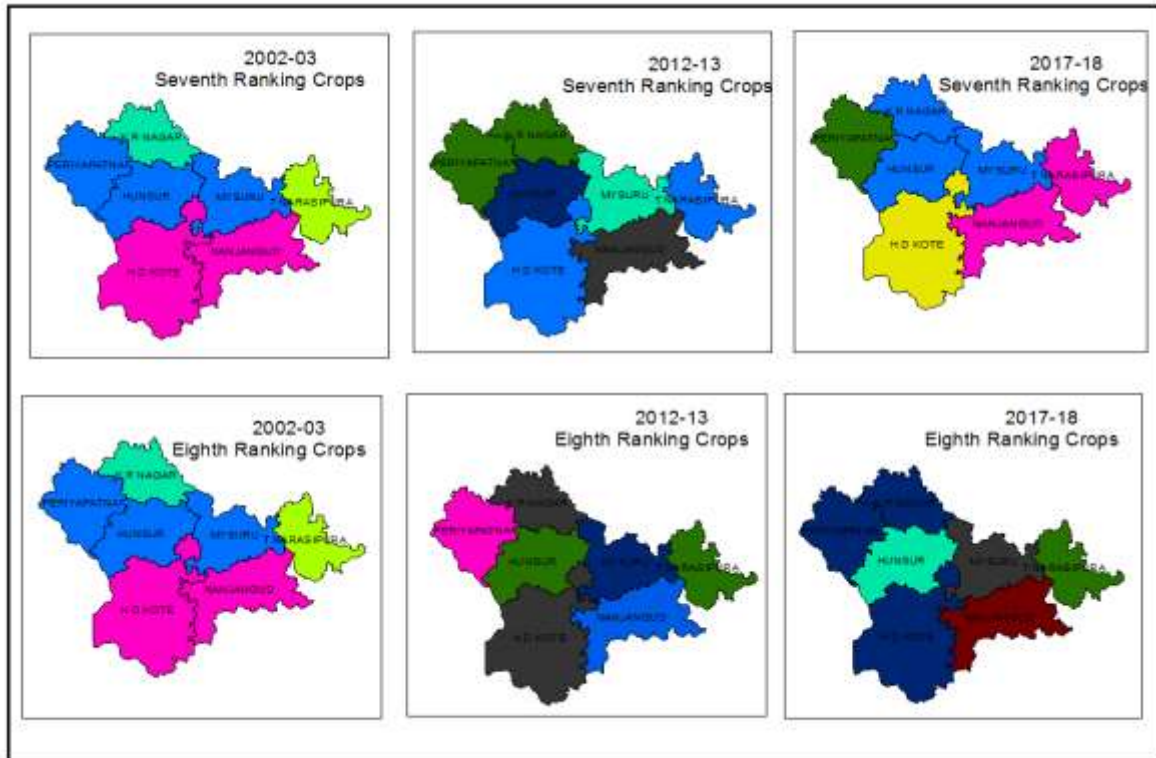 2002-03
Seventh Ranking Crops
K.R NAGAR
PERIYAPATNA
HUNSUR
MYSURU
T.NARASIPURA
NANJANGUD
H.D KOTE
2012-13
Seventh Ranking Crops
K.R NAGAR
PERIYAPATNA
HUNSUR
MYSURU
T.NARASIPURA
NANJANGUD
H.D KOTE
2017-18
Seventh Ranking Crops
K.R NAGAR
PERIYAPATNA
HUNSUR
MYSURU
T.NARASIPURA
NANJANGUD
H.D KOTE
2002-03
Eighth Ranking Crops
K.R NAGAR
PERIYAPATNA
HUNSUR
MYSURU
T.NARASIPURA
NANJANGUD
H.D KOTE
2012-13
Eighth Ranking Crops
K.R NAGAR
PERIYAPATNA
HUNSUR
MYSURU
T.NARASIPURA
NANJANGUD
H.D KOTE
2017-18
Eighth Ranking Crops
HUNSUR
MYSURU
T.NARASIPURA
H.D KOTE